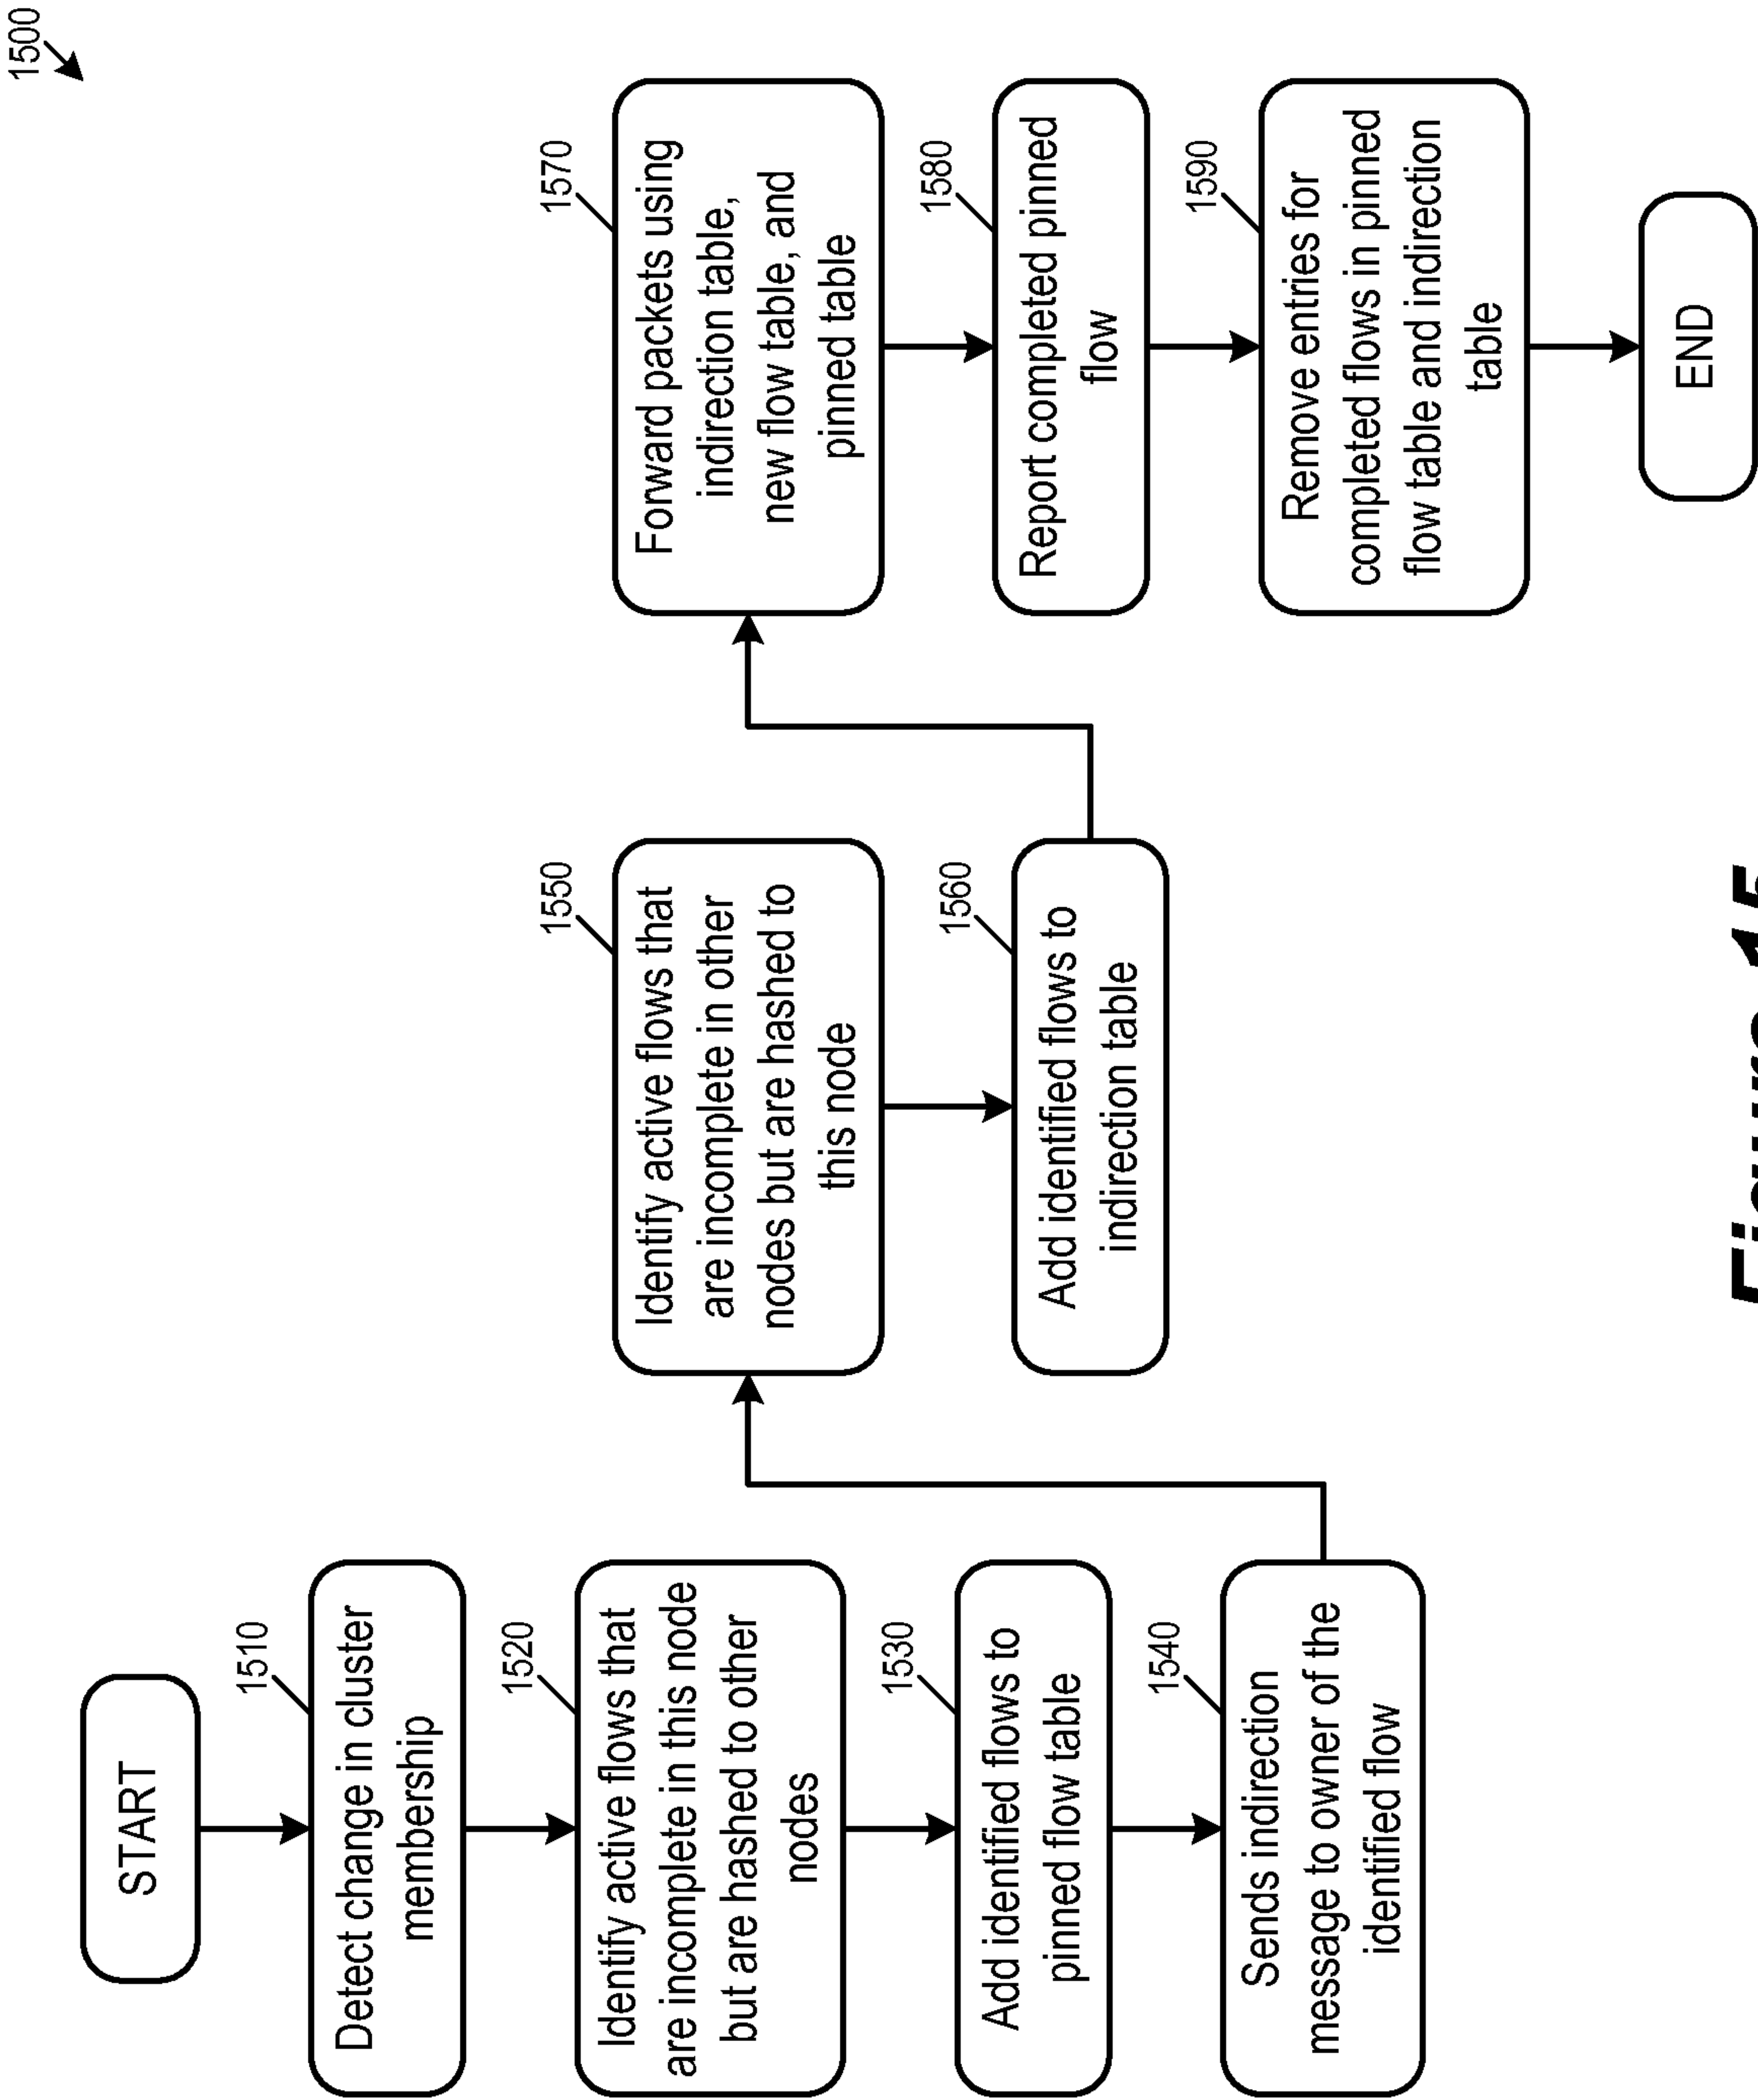 1500
START
1510
Detect change in cluster
membership
1520
Identify active flows that
are incomplete in this node
but are hashed to other
nodes
1530
Add identified flows to
pinned flow table
1540
Sends indirection
message to owner of the
identified flow
1550
Identify active flows that
are incomplete in other
nodes but are hashed to
this node
1560
Add identified flows to
indirection table
1570
Forward packets using
indirection table,
new flow table, and
pinned table
1580
Report completed pinned
flow
1590
Remove entries for
completed flows in pinned
flow table and indirection
table
END
Figure 15